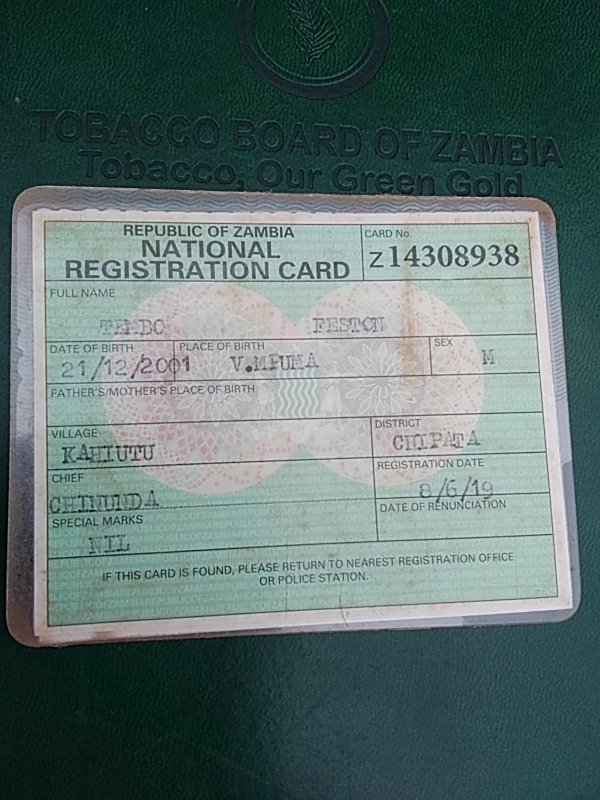 TOBACCO BOARD OF ZAMBIA
Tobacco, Our Green Gold
REPUBLIC OF ZAMBIA
NATIONAL
REGISTRATION CARD
CARD No.
Z14308938
FULL NAME
TEMBO FESTON
DATE OF BIRTH PLACE OF BIRTH SEX
21/12/2001 V.MPUMA M
FATHER'S/MOTHER'S PLACE OF BIRTH
VILLAGE DISTRICT
KAHIUTU CHIPATA
CHIEF REGISTRATION DATE
CHINUNDA 8/6/19
SPECIAL MARKS DATE OF RENUNCIATION
NIL
IF THIS CARD IS FOUND, PLEASE RETURN TO NEAREST REGISTRATION OFFICE
OR POLICE STATION.